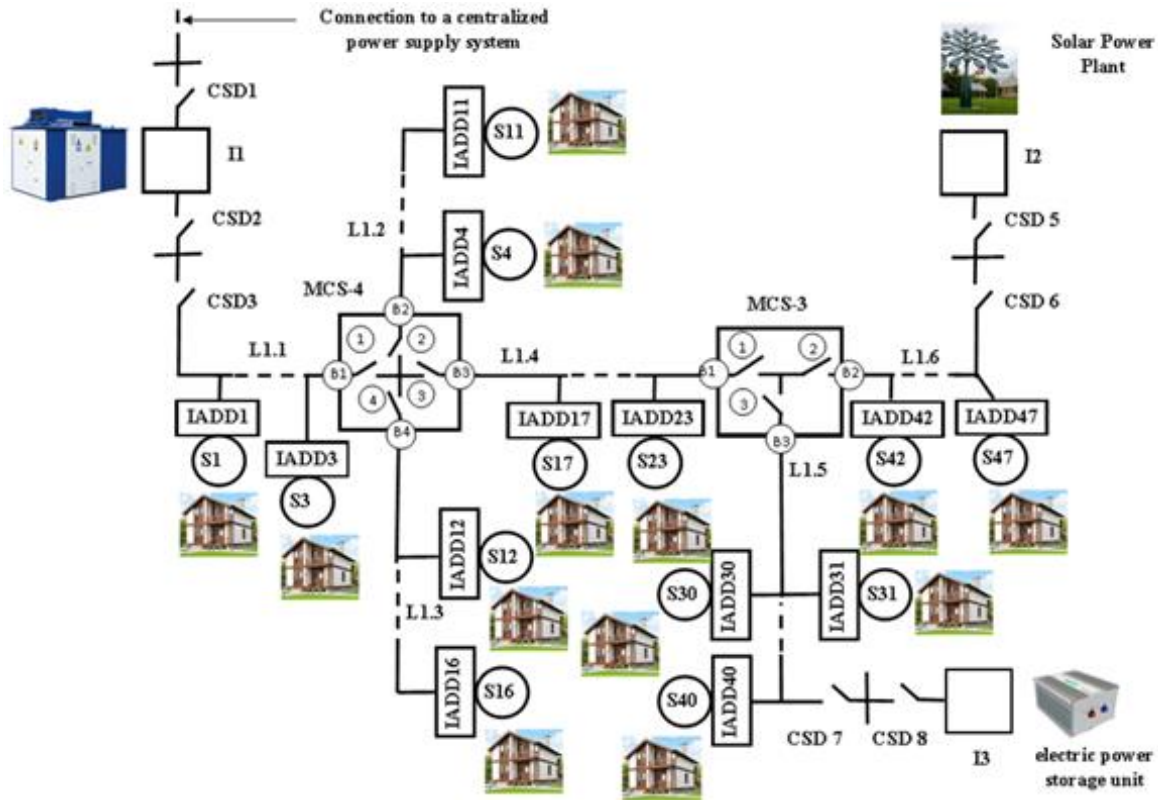 Connection to a centralized
power supply system
Solar Power
Plant
CSD1
I1
CSD2
CSD3
IADD11
S11
L1.2
IADD4
S4
I2
CSD 5
CSD 6
MCS-4
B2
1
2
B1
B3
4
3
B4
L1.1
L1.4
MCS-3
1
2
B1
B2
3
B3
L1.6
L1.5
IADD1
S1
IADD3
S3
IADD17
S17
IADD23
S23
IADD42
S42
IADD47
S47
IADD12
S12
L1.3
IADD16
S16
S30
IADD30
IADD31
S31
S40
IADD40
CSD 7
CSD 8
I3
electric power
storage unit